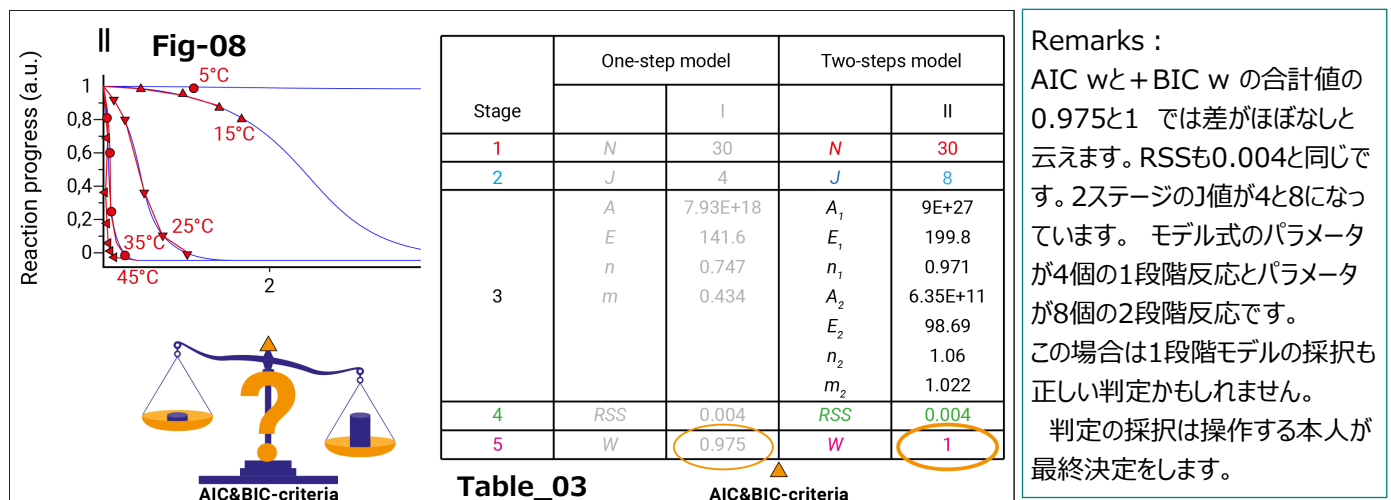 II
Fig-08
Reaction progress (a.u.)
1
0,8
0,6
0,4
0,2
0
5°C
15°C
25°C
35°C
45°C
2
?
AIC&BIC-criteria
One-step model Two-steps model
Stage I II
1 N 30 N 30
2 J 4 J 8
3
A 7.93E+18 A₁ 9E+27
E 141.6 E₁ 199.8
n 0.747 n₁ 0.971
m 0.434 A₂ 6.35E+11
E₂ 98.69
n₂ 1.06
m₂ 1.022
4 RSS 0.004 RSS 0.004
5 W 0.975 W 1
Table_03
AIC&BIC-criteria
Remarks：
AIC wと＋BIC w の合計値の
0.975と1　では差がほぼなしと
云えます。RSSも0.004と同じで
す。2ステージのJ値が4と8になっ
ています。 モデル式のパラメータ
が4個の1段階反応とパラメータ
が8個の2段階反応です。
この場合は1段階モデルの採択も
正しい判定かもしれません。
判定の採択は操作する本人が
最終決定をします。